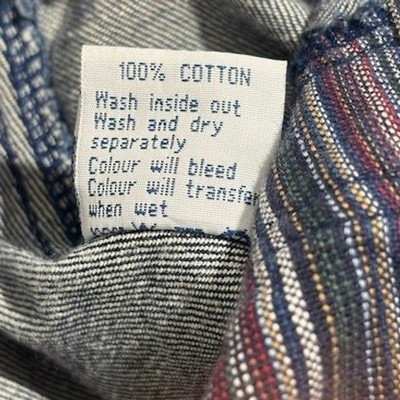 100% COTTON
Wash inside out
Wash and dry
separately
Colour will bleed
Colour will transfer
when wet